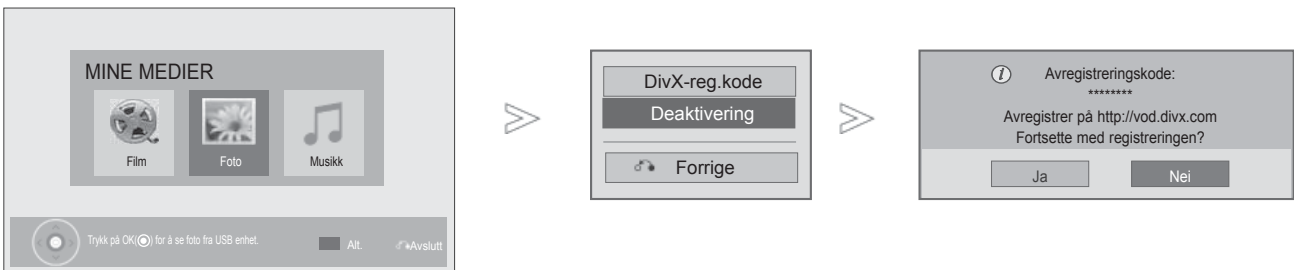 MINE MEDIER
Film
Foto
Musikk
Trykk på OK(◉) for å se foto fra USB enhet.
Alt.
Avslutt
DivX-reg.kode
Deaktivering
Forrige
Avregistreringskode:
********
Avregistrer på http://vod.divx.com
Fortsette med registreringen?
Ja
Nei